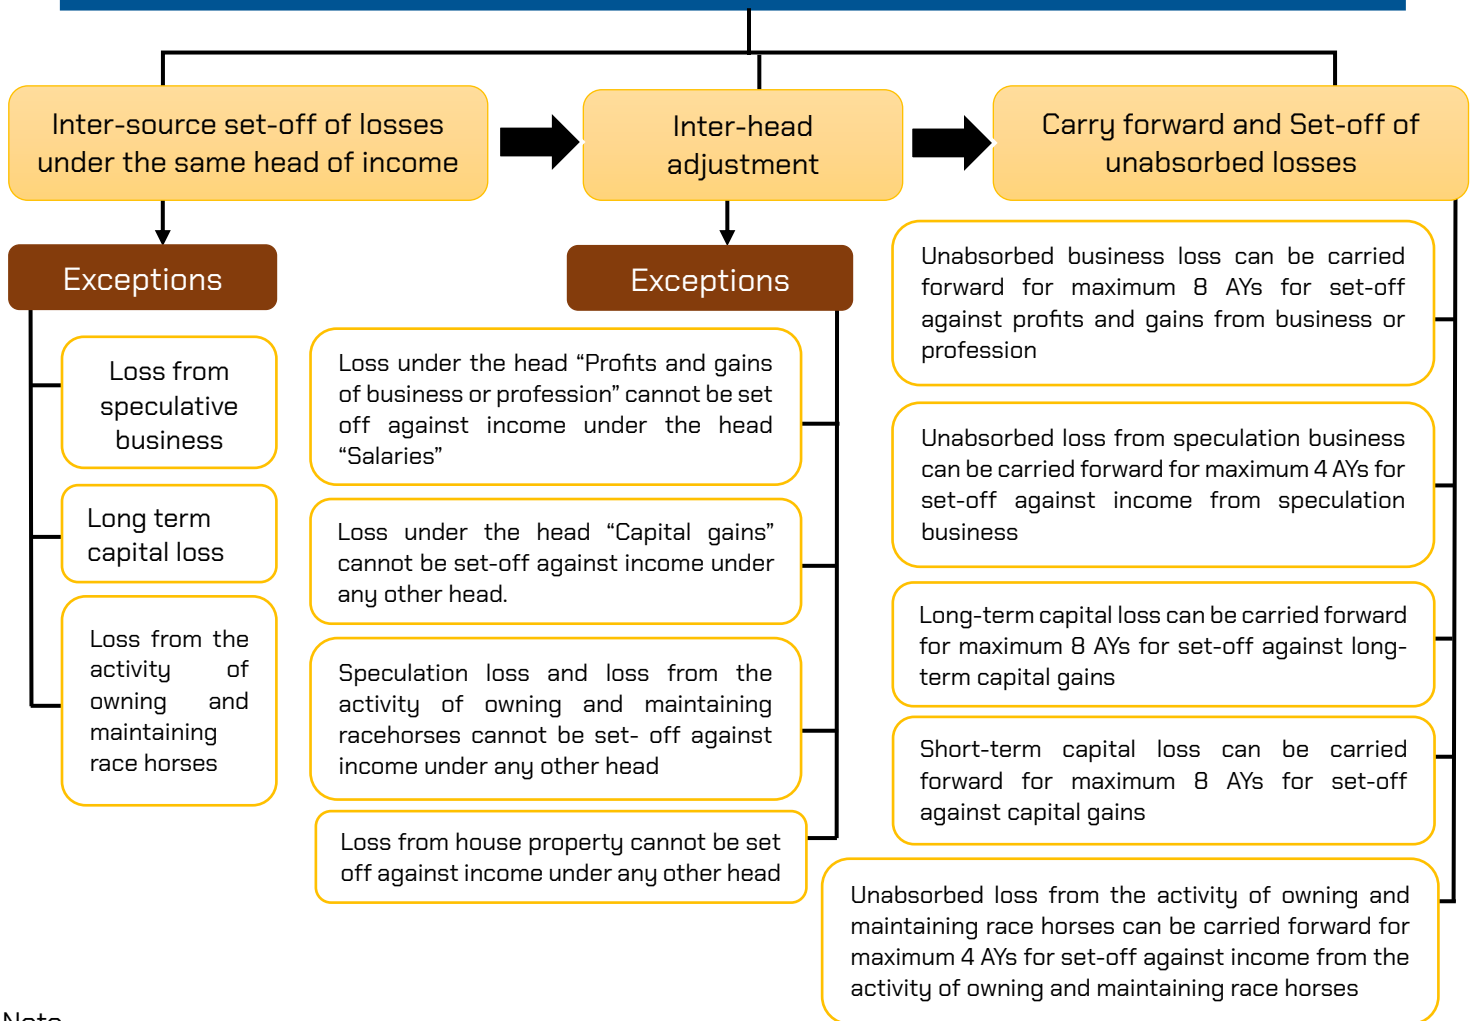 Inter-source set-off of losses
under the same head of income
Inter-head
adjustment
Carry forward and Set-off of
unabsorbed losses
Exceptions
Loss from
speculative
business
Long term
capital loss
Loss from the
activity of
owning and
maintaining
race horses
Exceptions
Loss under the head “Profits and gains
of business or profession” cannot be set
off against income under the head
“Salaries”
Loss under the head “Capital gains”
cannot be set-off against income under
any other head.
Speculation loss and loss from the
activity of owning and maintaining
racehorses cannot be set- off against
income under any other head
Loss from house property cannot be set
off against income under any other head
Unabsorbed business loss can be carried
forward for maximum 8 AYs for set-off
against profits and gains from business or
profession
Unabsorbed loss from speculation business
can be carried forward for maximum 4 AYs for
set-off against income from speculation
business
Long-term capital loss can be carried forward
for maximum 8 AYs for set-off against long-
term capital gains
Short-term capital loss can be carried
forward for maximum 8 AYs for set-off
against capital gains
Unabsorbed loss from the activity of owning and
maintaining race horses can be carried forward for
maximum 4 AYs for set-off against income from the
activity of owning and maintaining race horses
Note